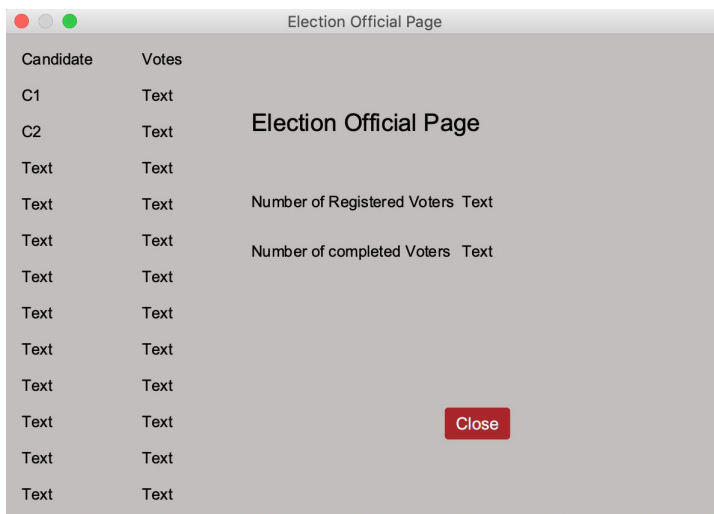 Election Official Page
Candidate Votes
C1 Text
C2 Text
Text Text
Text Text
Text Text
Text Text
Text Text
Text Text
Text Text
Text Text
Text Text
Text Text
Election Official Page
Number of Registered Voters Text
Number of completed Voters Text
Close